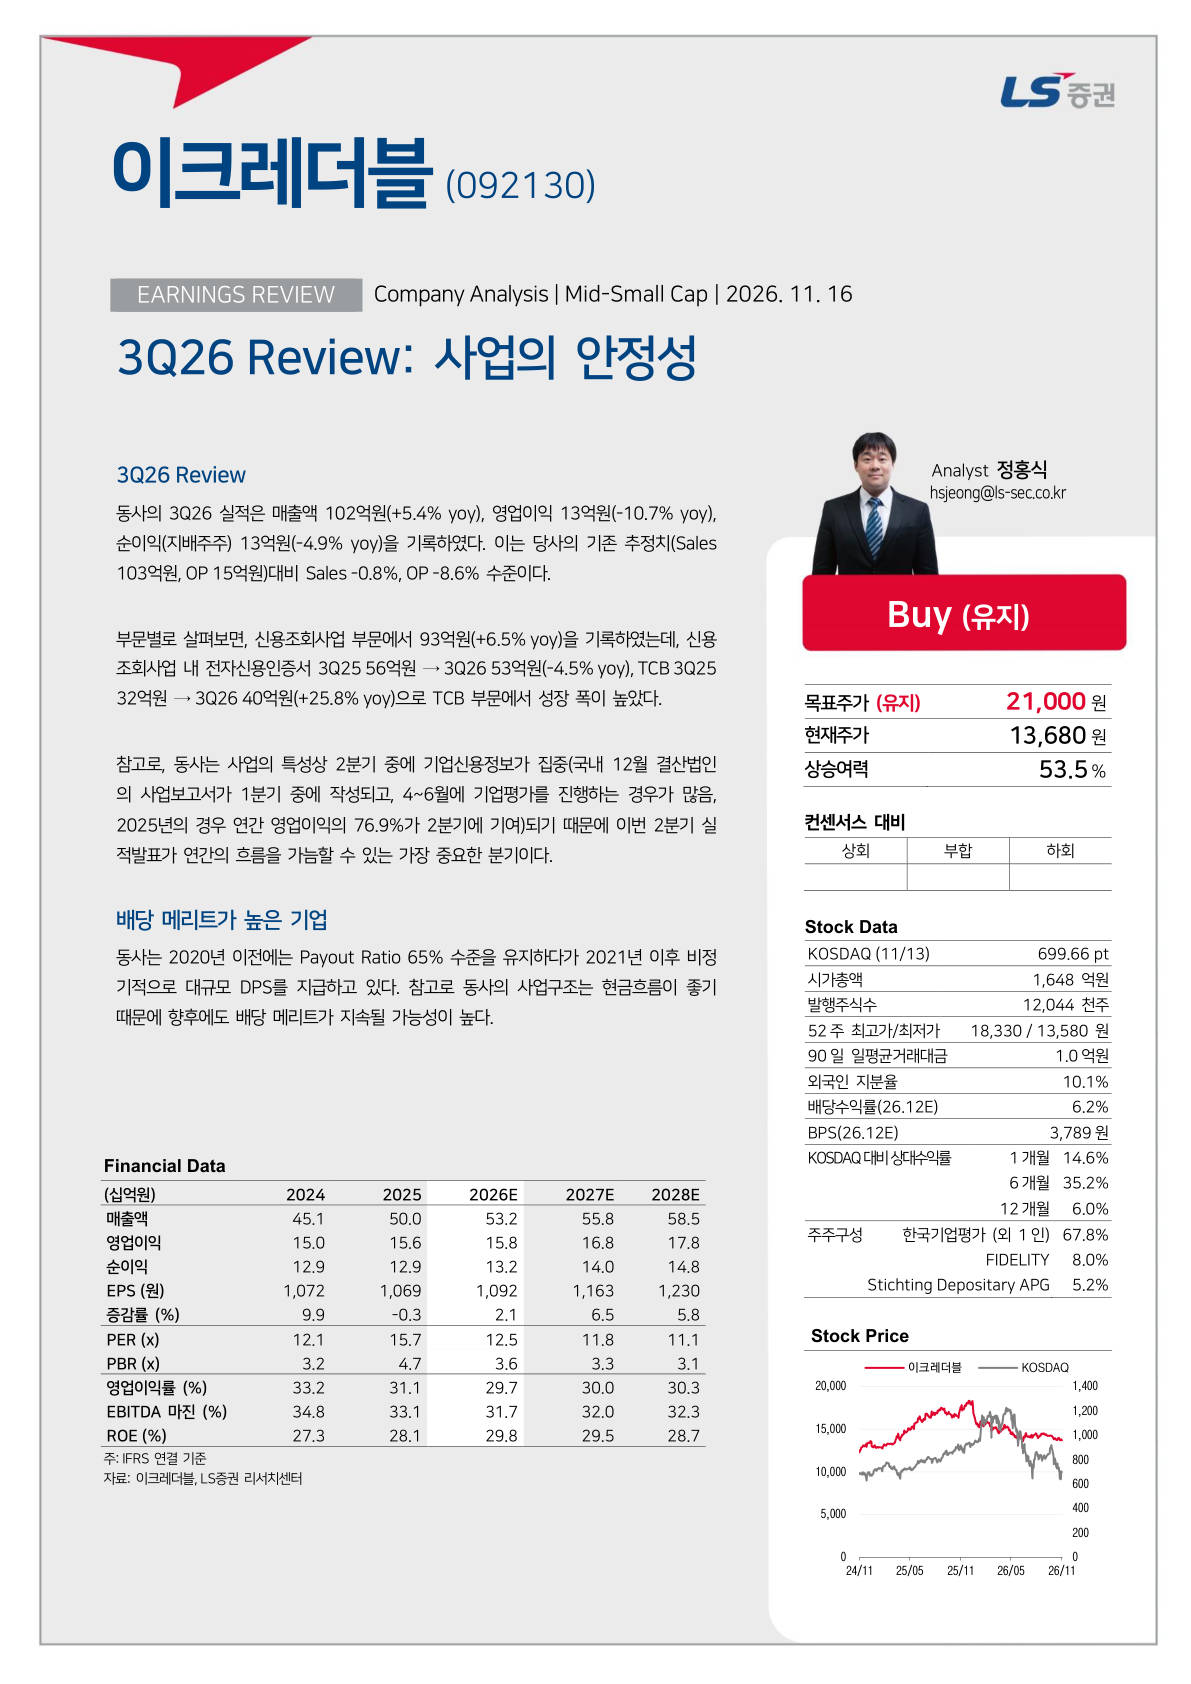 LS증권
이크레더블 (092130)
EARNINGS REVIEW Company Analysis | Mid-Small Cap | 2026. 11. 16
3Q26 Review: 사업의 안정성
3Q26 Review
동사의 3Q26 실적은 매출액 102억원(+5.4% yoy), 영업이익 13억원(-10.7% yoy),
순이익(지배주주) 13억원(-4.9% yoy)을 기록하였다. 이는 당사의 기존 추정치(Sales
103억원, OP 15억원)대비 Sales -0.8%, OP -8.6% 수준이다.
부문별로 살펴보면, 신용조회사업 부문에서 93억원(+6.5% yoy)을 기록하였는데, 신용
조회사업 내 전자신용인증서 3Q25 56억원 → 3Q26 53억원(-4.5% yoy), TCB 3Q25
32억원 → 3Q26 40억원(+25.8% yoy)으로 TCB 부문에서 성장 폭이 높았다.
참고로, 동사는 사업의 특성상 2분기 중에 기업신용정보가 집중(국내 12월 결산법인
의 사업보고서가 1분기 중에 작성되고, 4~6월에 기업평가를 진행하는 경우가 많음,
2025년의 경우 연간 영업이익의 76.9%가 2분기에 기여)되기 때문에 이번 2분기 실
적발표가 연간의 흐름을 가늠할 수 있는 가장 중요한 분기이다.
배당 메리트가 높은 기업
동사는 2020년 이전에는 Payout Ratio 65% 수준을 유지하다가 2021년 이후 비정
기적으로 대규모 DPS를 지급하고 있다. 참고로 동사의 사업구조는 현금흐름이 좋기
때문에 향후에도 배당 메리트가 지속될 가능성이 높다.
Financial Data
(십억원) 2024 2025 2026E 2027E 2028E
매출액 45.1 50.0 53.2 55.8 58.5
영업이익 15.0 15.6 15.8 16.8 17.8
순이익 12.9 12.9 13.2 14.0 14.8
EPS (원) 1,072 1,069 1,092 1,163 1,230
증감률 (%) 9.9 -0.3 2.1 6.5 5.8
PER (x) 12.1 15.7 12.5 11.8 11.1
PBR (x) 3.2 4.7 3.6 3.3 3.1
영업이익률 (%) 33.2 31.1 29.7 30.0 30.3
EBITDA 마진 (%) 34.8 33.1 31.7 32.0 32.3
ROE (%) 27.3 28.1 29.8 29.5 28.7
주: IFRS 연결 기준
자료: 이크레더블, LS증권 리서치센터
Analyst 정홍식
hsjeong@ls-sec.co.kr
Buy (유지)
목표주가 (유지) 21,000 원
현재주가 13,680 원
상승여력 53.5 %
컨센서스 대비
상회 부합 하회
Stock Data
KOSDAQ (11/13) 699.66 pt
시가총액 1,648 억원
발행주식수 12,044 천주
52 주 최고가/최저가 18,330 / 13,580 원
90 일 일평균거래대금 1.0 억원
외국인 지분율 10.1%
배당수익률(26.12E) 6.2%
BPS(26.12E) 3,789 원
KOSDAQ 대비 상대수익률 1 개월 14.6%
6 개월 35.2%
12 개월 6.0%
주주구성 한국기업평가 (외 1 인) 67.8%
FIDELITY 8.0%
Stichting Depositary APG 5.2%
Stock Price
이크레더블 KOSDAQ
20,000 1,400
1,200
15,000 1,000
800
10,000 600
400
5,000 200
0 0
24/11 25/05 25/11 26/05 26/11